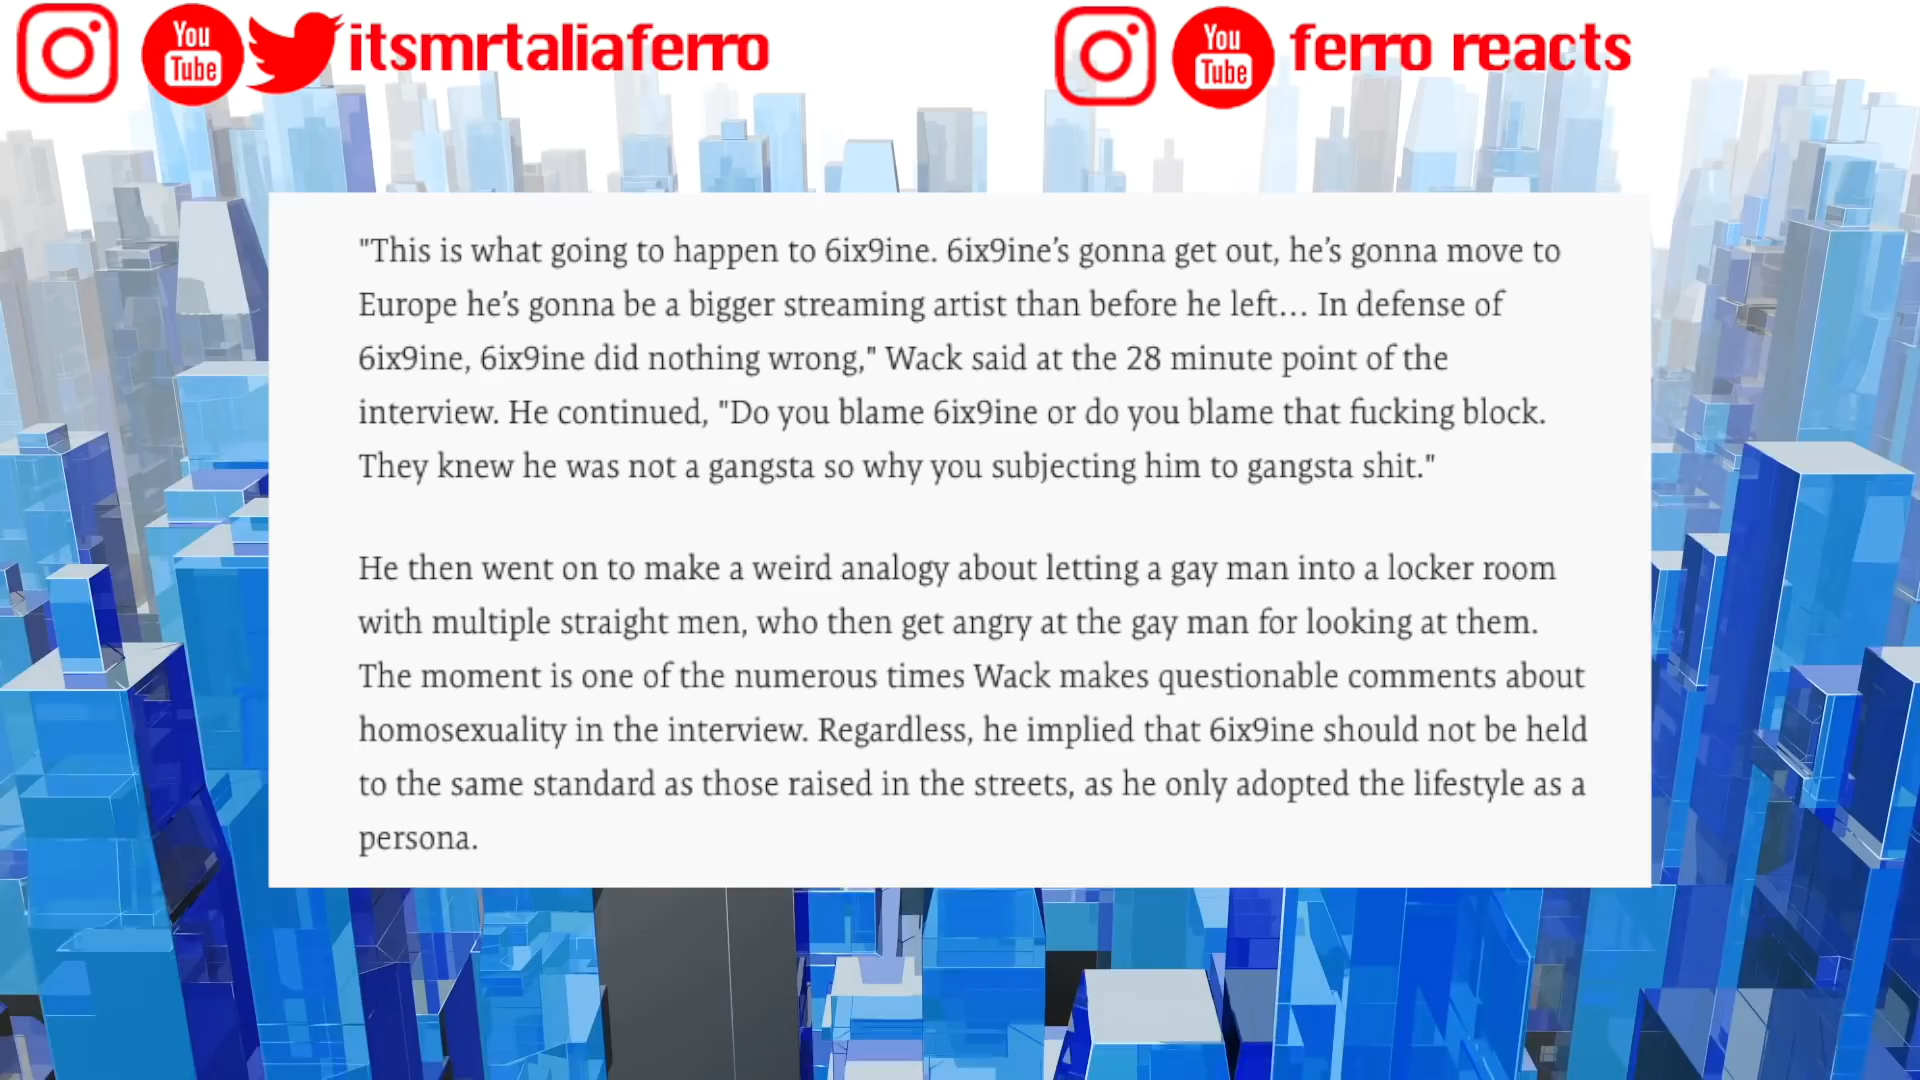 You Tube itsmrtaliaferro
You Tube ferro reacts
"This is what going to happen to 6ix9ine. 6ix9ine’s gonna get out, he’s gonna move to
Europe he’s gonna be a bigger streaming artist than before he left… In defense of
6ix9ine, 6ix9ine did nothing wrong," Wack said at the 28 minute point of the
interview. He continued, "Do you blame 6ix9ine or do you blame that fucking block.
They knew he was not a gangsta so why you subjecting him to gangsta shit."
He then went on to make a weird analogy about letting a gay man into a locker room
with multiple straight men, who then get angry at the gay man for looking at them.
The moment is one of the numerous times Wack makes questionable comments about
homosexuality in the interview. Regardless, he implied that 6ix9ine should not be held
to the same standard as those raised in the streets, as he only adopted the lifestyle as a
persona.